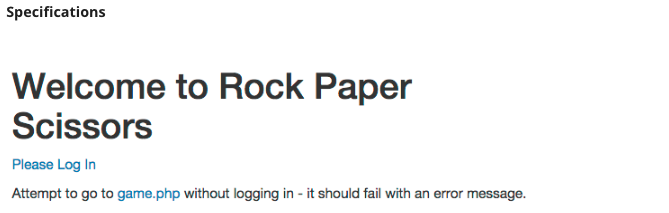 Specifications
Welcome to Rock Paper
Scissors
Please Log In
Attempt to go to game.php without logging in - it should fail with an error message.